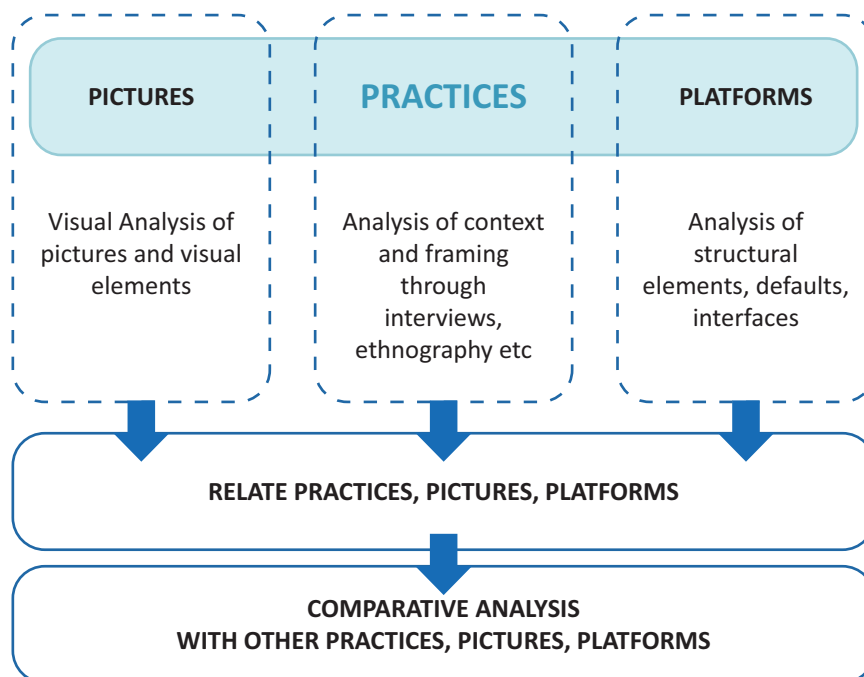 PICTURES
PRACTICES
PLATFORMS
Visual Analysis of
pictures and visual
elements
Analysis of context
and framing
through
interviews,
ethnography etc
Analysis of
structural
elements, defaults,
interfaces
RELATE PRACTICES, PICTURES, PLATFORMS
COMPARATIVE ANALYSIS
WITH OTHER PRACTICES, PICTURES, PLATFORMS